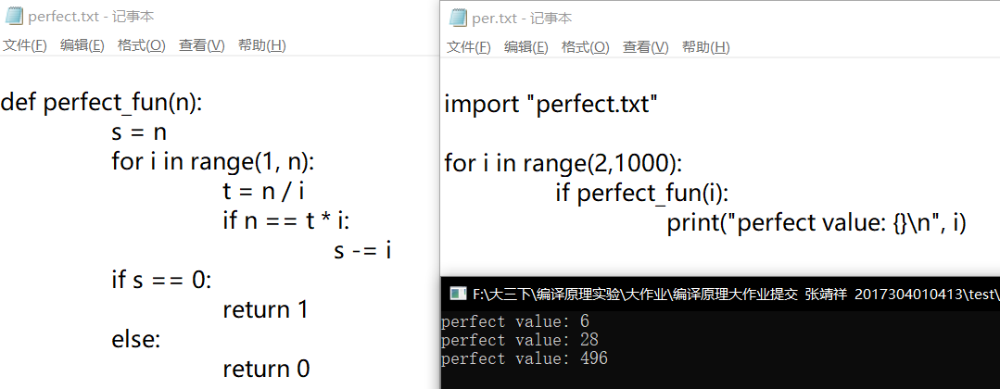 perfect.txt - 记事本
文件(F) 编辑(E) 格式(O) 查看(V) 帮助(H)
def perfect_fun(n):
s = n
for i in range(1, n):
t = n / i
if n == t * i:
s -= i
if s == 0:
return 1
else:
return 0
per.txt - 记事本
文件(F) 编辑(E) 格式(O) 查看(V) 帮助(H)
import "perfect.txt"
for i in range(2,1000):
if perfect_fun(i):
print("perfect value: {}\n", i)
F:\大三下\编译原理实验\大作业\编译原理大作业提交 张靖祥 2017304010413\test\
perfect value: 6
perfect value: 28
perfect value: 496